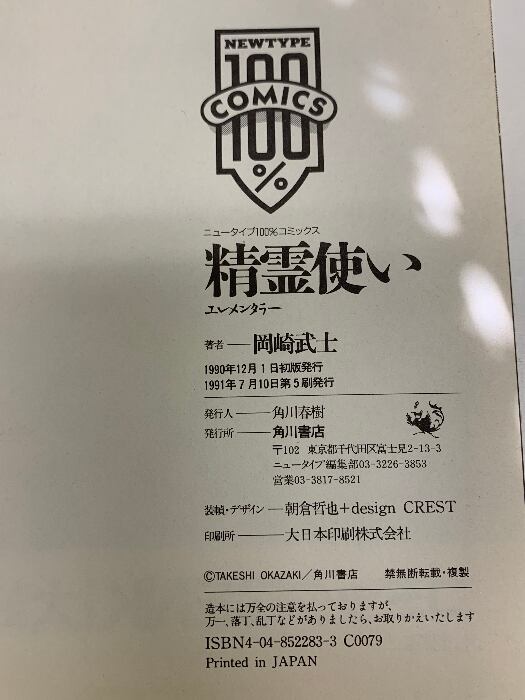 NEWTYPE
100
COMICS
100
%
ニュータイプ100%コミックス
精霊使い
エレメンタラー
著者――岡崎武士
1990年12月1日初版発行
1991年7月10日第5刷発行
発行人――角川春樹
発行所――角川書店
〒102 東京都千代田区富士見2-13-3
ニュータイプ編集部03-3226-3853
営業03-3817-8521
装幀・デザイン――朝倉哲也+design CREST
印刷所――大日本印刷株式会社
©TAKESHI OKAZAKI/角川書店 禁無断転載・複製
造本には万全の注意を払っておりますが、
万一、落丁、乱丁などがありましたら、お取りかえいたします
ISBN4-04-852283-3 C0079
Printed in JAPAN